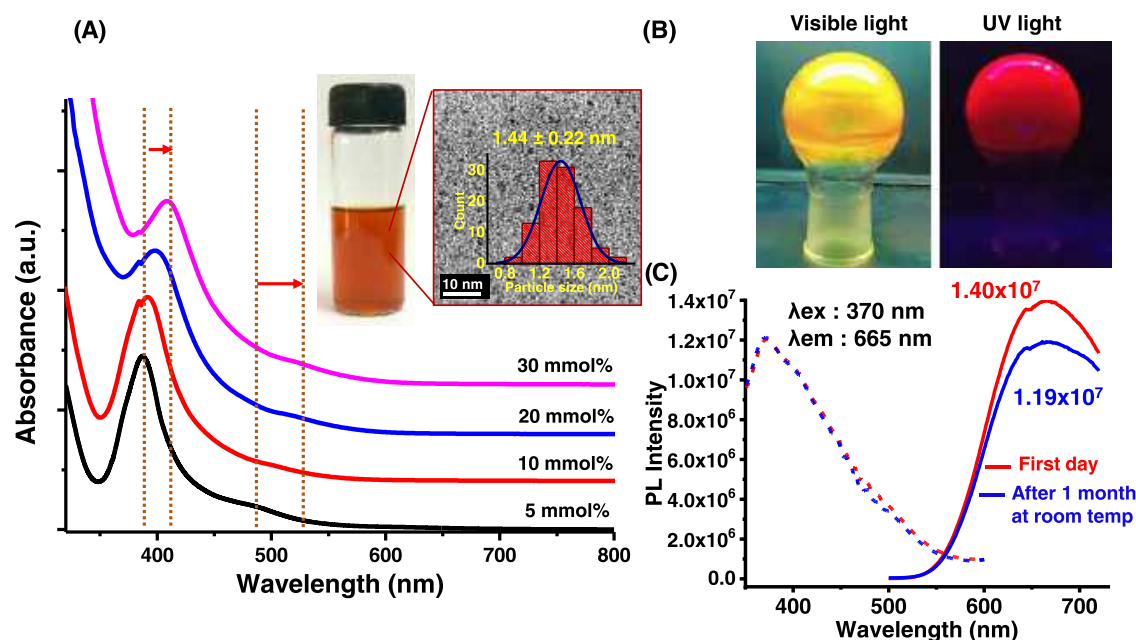 (A)
Absorbance (a.u.)
30 mmol%
20 mmol%
10 mmol%
5 mmol%
400
500
600
700
800
Wavelength (nm)
1.44 ± 0.22 nm
Count
30
20
10
0
0.8
1.2
1.6
2.0
Particle size (nm)
10 nm
(B)
Visible light
UV light
(C)
PL Intensity
1.4x10⁷
1.2x10⁷
1.0x10⁷
8.0x10⁶
6.0x10⁶
4.0x10⁶
2.0x10⁶
0.0
λex : 370 nm
λem : 665 nm
1.40x10⁷
1.19x10⁷
First day
After 1 month
at room temp
400
500
600
700
Wavelength (nm)